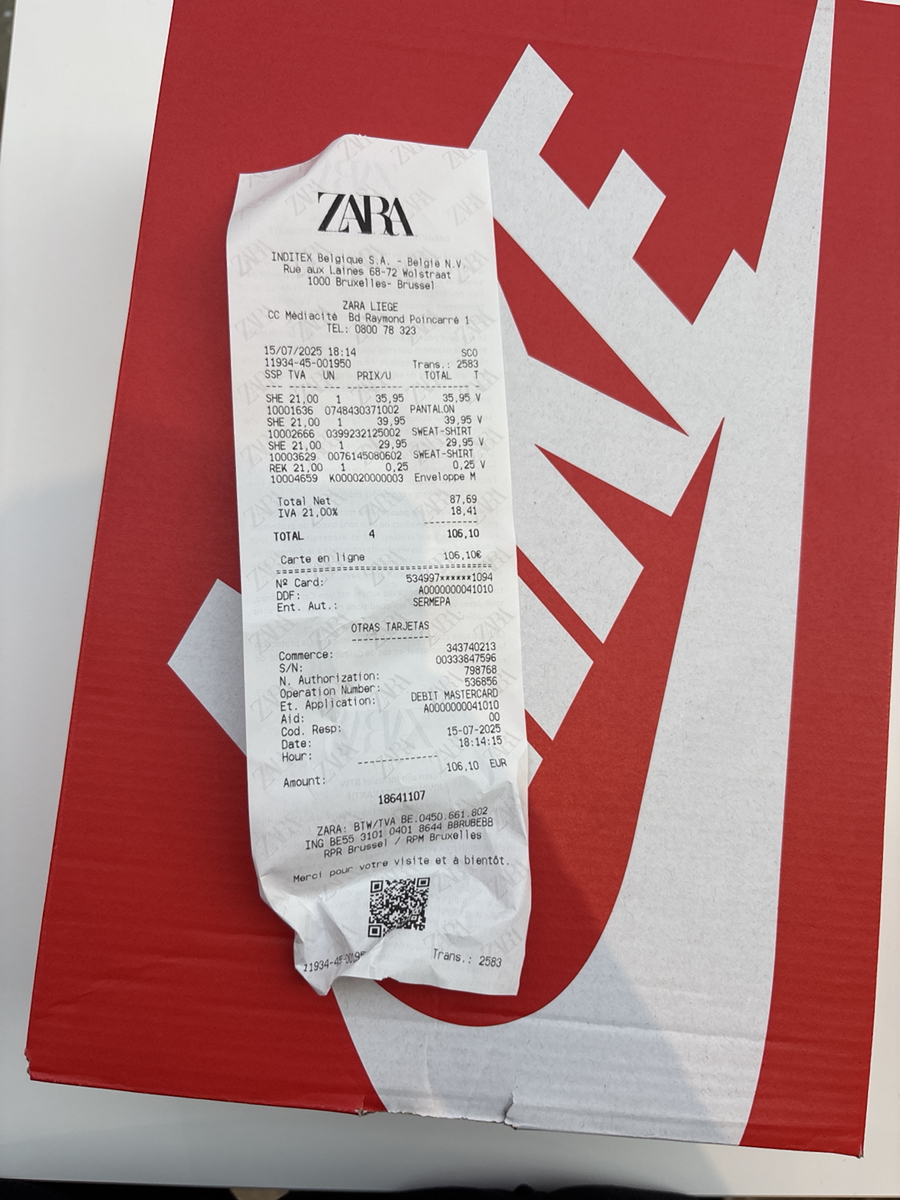 NIKE
ZARA
INDITEX Belgique S.A. - België N.V.
Rue aux Laines 68-72 Wolstraat
1000 Bruxelles- Brussel
ZARA LIEGE
CC Médiacité Bd Raymond Poincarré 1
TEL: 0800 78 323
15/07/2025 18:14 SCO
11934-45-001950 Trans.: 2583
SSP TVA UN PRIX/U TOTAL T
SHE 21,00 1 35,95 35,95 V
10001636 0748430371002 PANTALON
SHE 21,00 1 39,95 39,95 V
10002666 0399232125002 SWEAT-SHIRT
SHE 21,00 1 29,95 29,95 V
10003629 0076145080602 SWEAT-SHIRT
REK 21,00 1 0,25 0,25 V
10004659 K000020000003 Enveloppe M
Total Net 87,69
IVA 21,00% 18,41
TOTAL 4 106,10
Carte en ligne 106,10€
Nº Card: 534997******1094
DDF: A0000000041010
Ent. Aut.: SERMEPA
OTRAS TARJETAS
Commerce: 343740213
S/N: 00333847596
N. Authorization: 798768
Operation Number: 536856
Et. Application: DEBIT MASTERCARD
Aid: A0000000041010
Cod. Resp: 00
Date: 15-07-2025
Hour: 18:14:15
Amount: 106,10 EUR
18641107
ZARA: BTW/TVA BE.0450.661.802
ING BE55 3101 0401 8644 BBRUBEBB
RPR Brussel / RPM Bruxelles
Merci pour votre visite et à bientôt.
11934-45-00195 Trans.: 2583